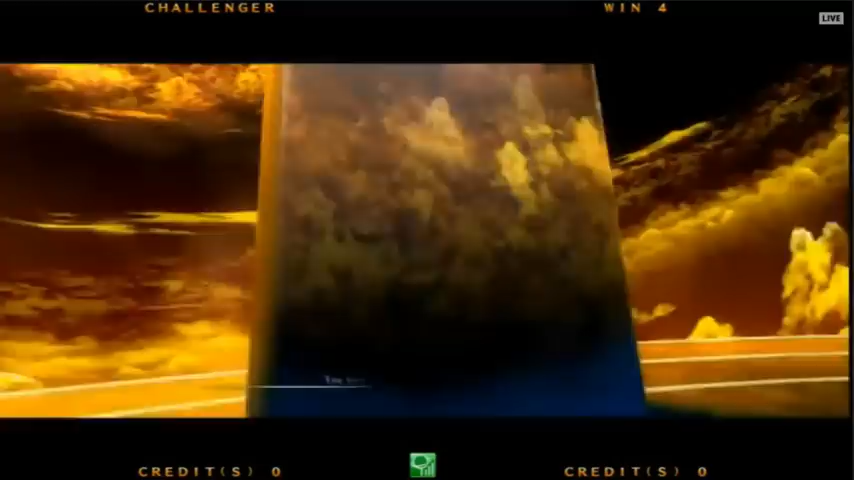 CHALLENGER
WIN 4
LIVE
CREDIT(S) 0
CREDIT(S) 0